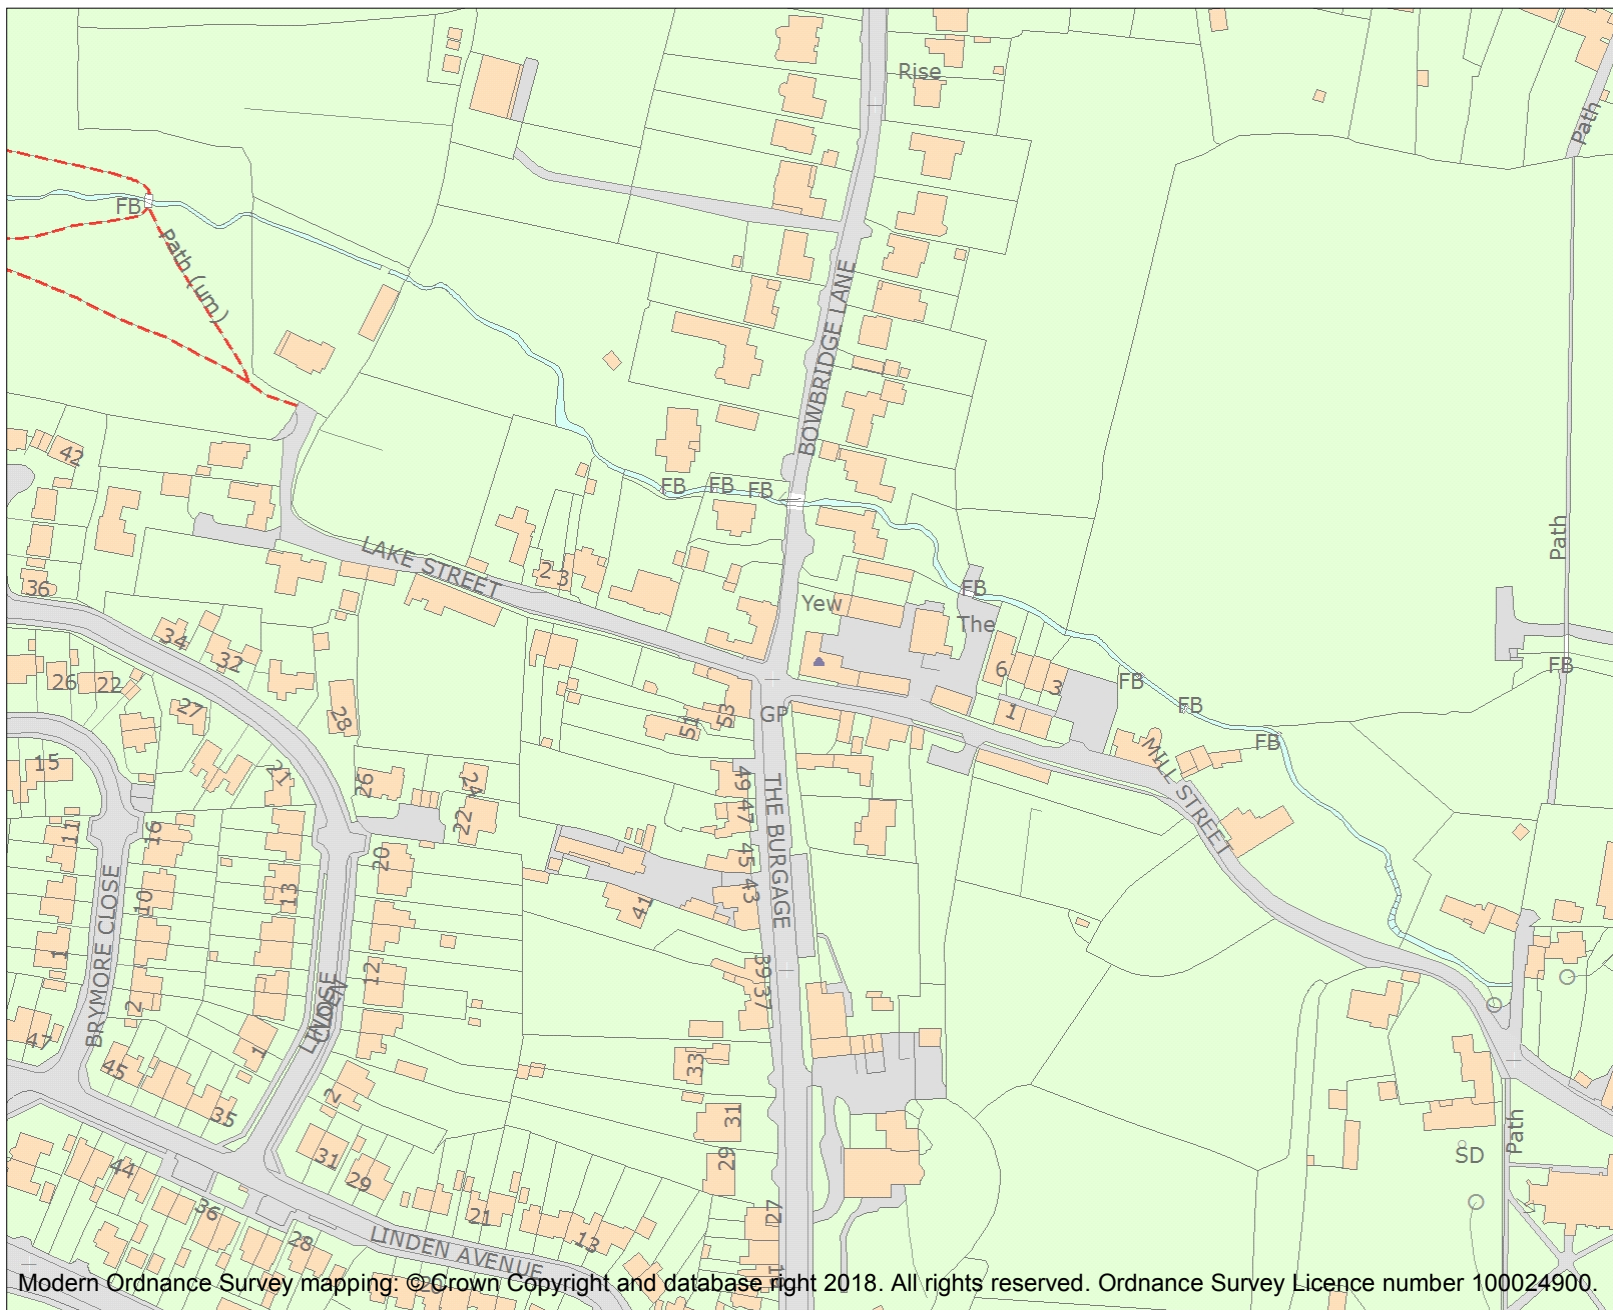 Rise
Path
FB
Path (um)
BOWBRIDGE LANE
42
FB
FB
FB
Path
LAKE STREET
2
3
36
FB
Yew
The
34
32
6
3
FB
26
22
27
28
1
FB
FB
51
53
GP
FB
MILL STREET
15
21
26
24
22
49
47
THE BURGAGE
11
16
20
45
43
10
13
41
BRYMORE CLOSE
1
12
39
37
2
LINDEN
CLOSE
47
1
45
33
35
2
31
29
Path
SD
44
31
29
36
21
27
28
13
LINDEN AVENUE
Modern Ordnance Survey mapping: © Crown Copyright and database right 2018. All rights reserved. Ordnance Survey Licence number 100024900.